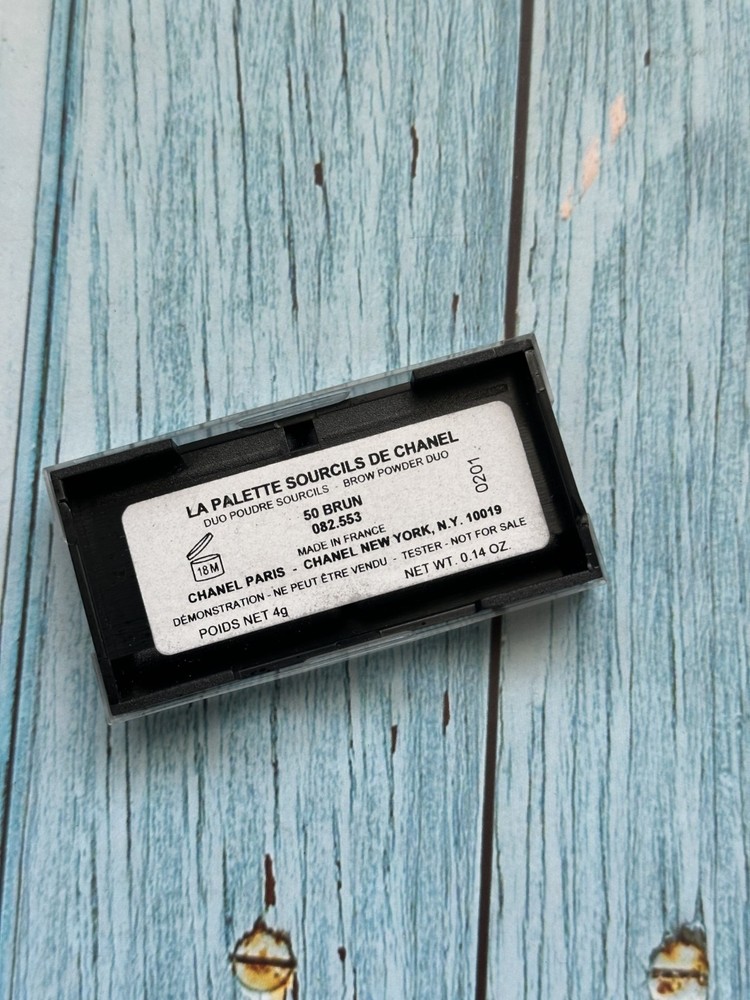 LA PALETTE SOURCILS DE CHANEL
DUO POUDRE SOURCILS - BROW POWDER DUO
50 BRUN
082.553
0201
MADE IN FRANCE
18M
CHANEL PARIS - CHANEL NEW YORK, N.Y. 10019
DÉMONSTRATION - NE PEUT ÊTRE VENDU - TESTER - NOT FOR SALE
POIDS NET 4g NET WT. 0.14 OZ.